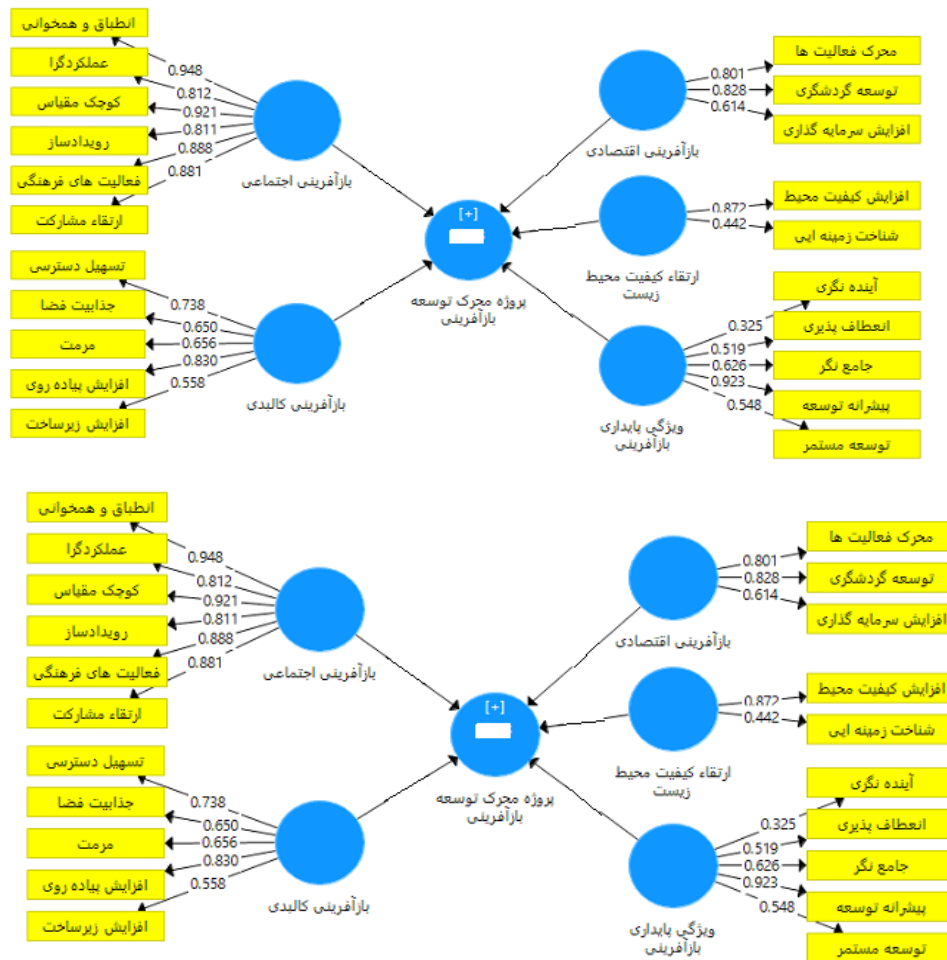 انطباق و همخوانی
عملکردگرا
کوچک مقیاس
رویدادساز
فعالیت های فرهنگی
ارتقاء مشارکت
0.948
0.812
0.921
0.811
0.888
0.881
بازآفرینی اجتماعی
تسهیل دسترسی
جذابیت فضا
مرمت
افزایش پیاده روی
افزایش زیرساخت
0.738
0.650
0.656
0.830
0.558
بازآفرینی کالبدی
[+]
پروژه محرک توسعه
بازآفرینی
محرک فعالیت ها
توسعه گردشگری
افزایش سرمایه گذاری
0.801
0.828
0.614
بازآفرینی اقتصادی
افزایش کیفیت محیط
شناخت زمینه ایی
0.872
0.442
ارتقاء کیفیت محیط
زیست
آینده نگری
انعطاف پذیری
جامع نگر
پیشرانه توسعه
توسعه مستمر
0.325
0.519
0.626
0.923
0.548
ویژگی پایداری
بازآفرینی
انطباق و همخوانی
عملکردگرا
کوچک مقیاس
رویدادساز
فعالیت های فرهنگی
ارتقاء مشارکت
0.948
0.812
0.921
0.811
0.888
0.881
بازآفرینی اجتماعی
تسهیل دسترسی
جذابیت فضا
مرمت
افزایش پیاده روی
افزایش زیرساخت
0.738
0.650
0.656
0.830
0.558
بازآفرینی کالبدی
[+]
پروژه محرک توسعه
بازآفرینی
محرک فعالیت ها
توسعه گردشگری
افزایش سرمایه گذاری
0.801
0.828
0.614
بازآفرینی اقتصادی
افزایش کیفیت محیط
شناخت زمینه ایی
0.872
0.442
ارتقاء کیفیت محیط
زیست
آینده نگری
انعطاف پذیری
جامع نگر
پیشرانه توسعه
توسعه مستمر
0.325
0.519
0.626
0.923
0.548
ویژگی پایداری
بازآفرینی